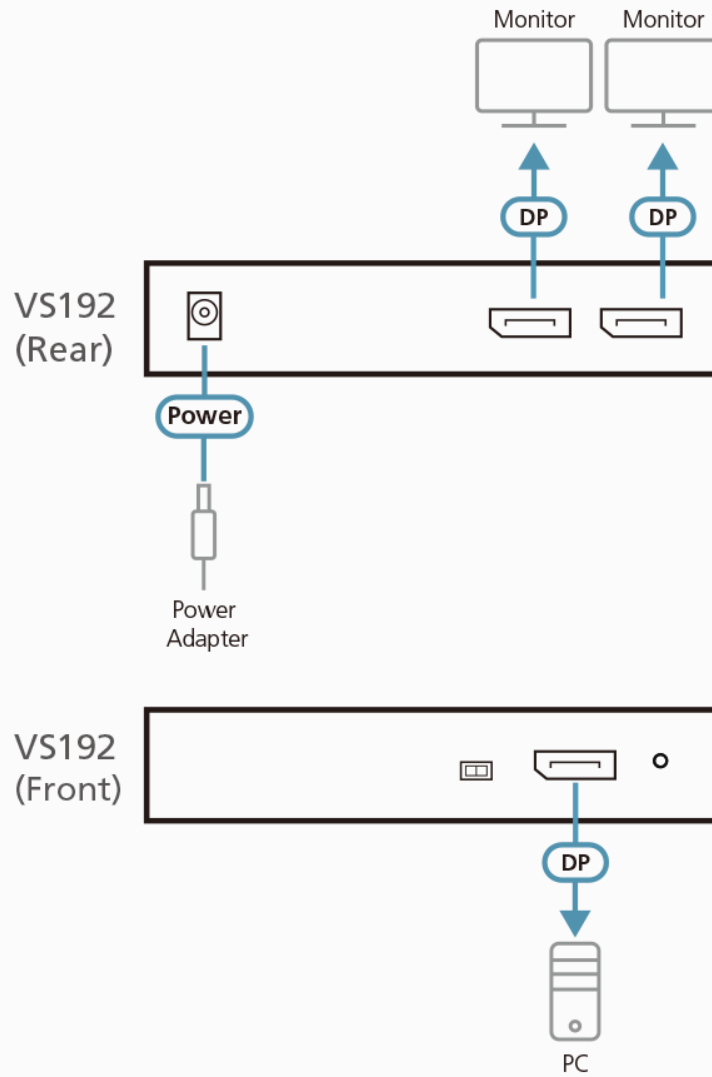 Monitor Monitor
DP DP
VS192
(Rear)
Power
Power
Adapter
VS192
(Front)
DP
PC